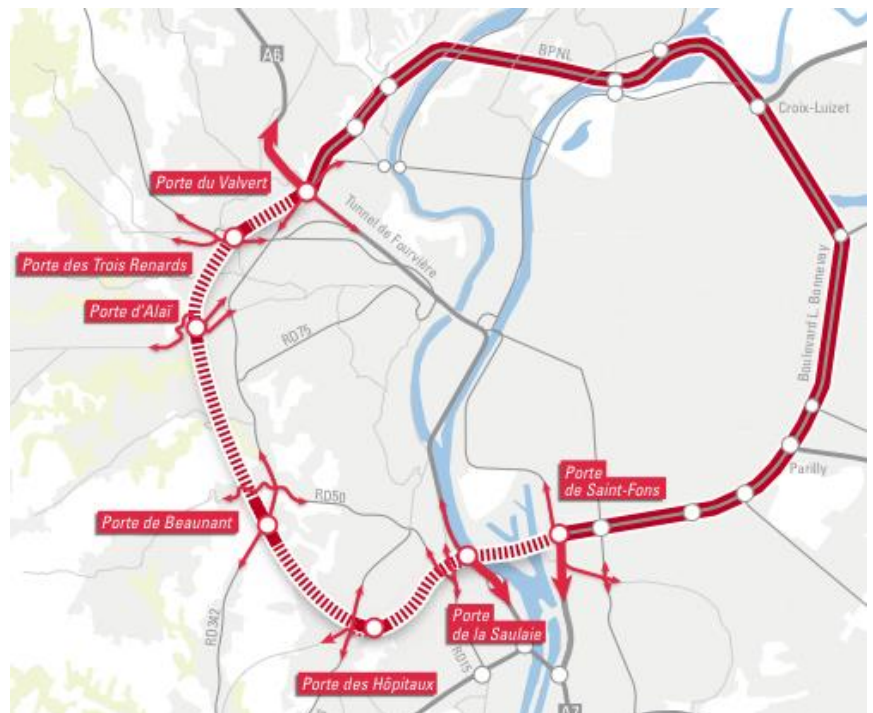 A6
BPNL
Croix-Luizet
Porte du Valvert
Tunnel de Fourvière
Porte des Trois Renards
Porte d'Alaï
RD75
Boulevard L. Bonnevay
Parilly
Porte
de Saint-Fons
RD50
Porte de Beaunant
RD342
Porte
de la Saulaie
RD15
Porte des Hôpitaux
A7